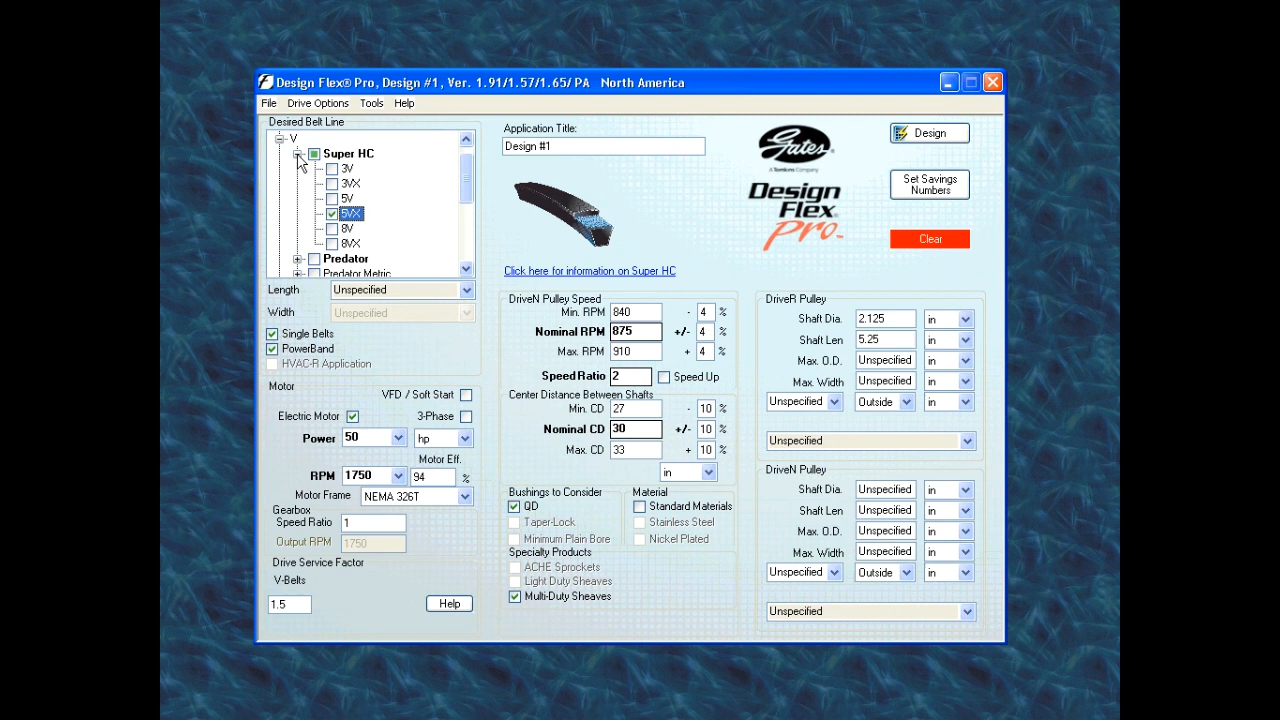 Design Flex® Pro, Design #1, Ver. 1.91/1.57/1.65/ PA North America
File Drive Options Tools Help
Desired Belt Line
V
Super HC
3V
3VX
5V
5VX
8V
8VX
Predator
Predator Metric
Length Unspecified
Width Unspecified
Single Belts
PowerBand
HVAC-R Application
Motor
VFD / Soft Start
Electric Motor 3-Phase
Power 50 hp
Motor Eff.
RPM 1750 94 %
Motor Frame NEMA 326T
Gearbox
Speed Ratio 1
Output RPM 1750
Drive Service Factor
V-Belts
1.5 Help
Application Title:
Design #1
Click here for information on Super HC
DriveN Pulley Speed
Min. RPM 840 - 4 %
Nominal RPM 875 +/- 4 %
Max. RPM 910 + 4 %
Speed Ratio 2 Speed Up
Center Distance Between Shafts
Min. CD 27 - 10 %
Nominal CD 30 +/- 10 %
Max. CD 33 + 10 %
in
Bushings to Consider
QD
Taper-Lock
Minimum Plain Bore
Material
Standard Materials
Stainless Steel
Nickel Plated
Specialty Products
ACHE Sprockets
Light Duty Sheaves
Multi-Duty Sheaves
Gates®
A Tomkins Company
Design
Flex®
Pro™
Design
Set Savings
Numbers
Clear
DriveR Pulley
Shaft Dia. 2.125 in
Shaft Len 5.25 in
Max. O.D. Unspecified in
Max. Width Unspecified in
Unspecified Outside in
Unspecified
DriveN Pulley
Shaft Dia. Unspecified in
Shaft Len Unspecified in
Max. O.D. Unspecified in
Max. Width Unspecified in
Unspecified Outside in
Unspecified